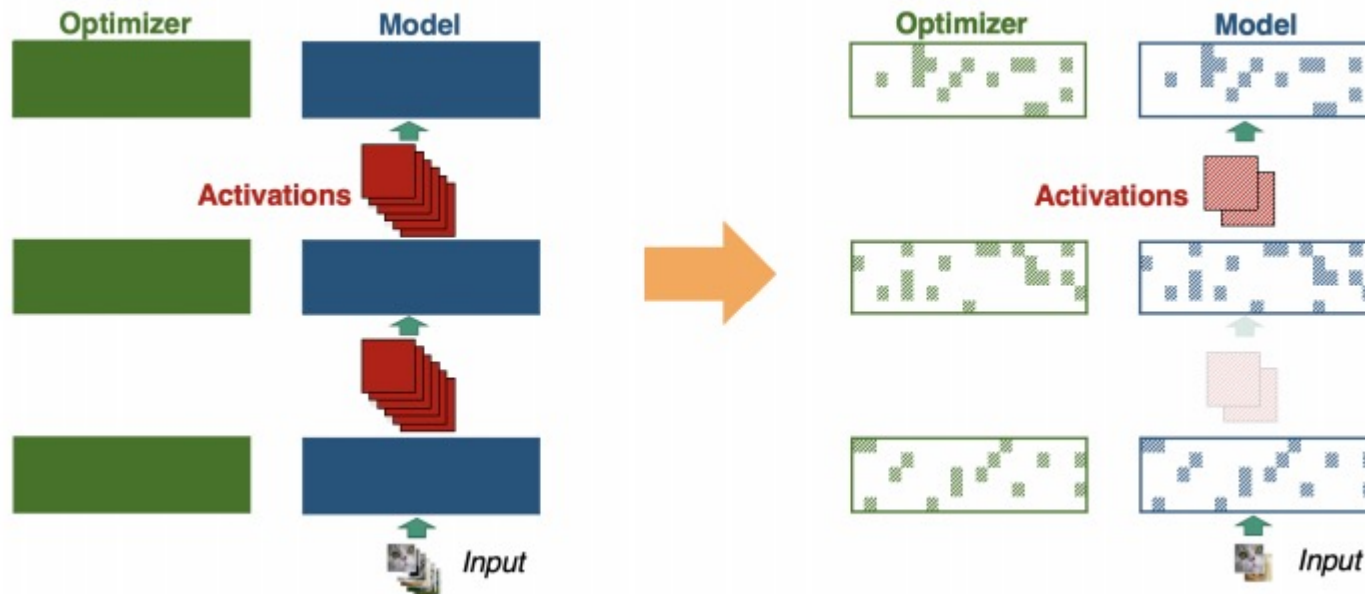 Optimizer Model
Activations
Input
Optimizer Model
Activations
Input